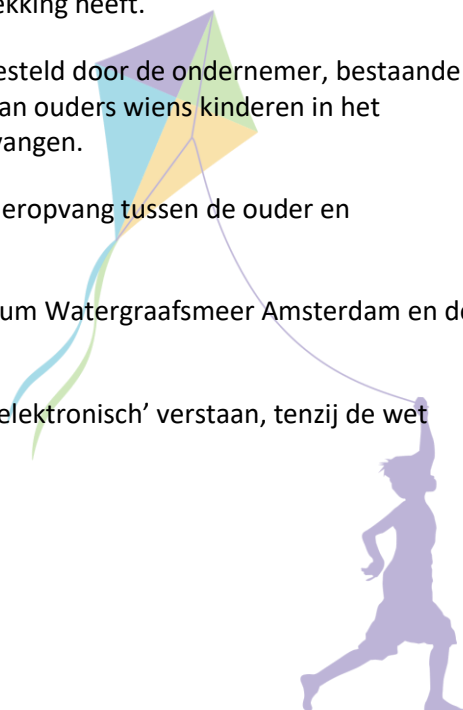 heeft.
esteld door de ondernemer, bestaande
an ouders wiens kinderen in het
vangen.
eropvang tussen de ouder en
um Watergraafsmeer Amsterdam en de
elektronisch’ verstaan, tenzij de wet